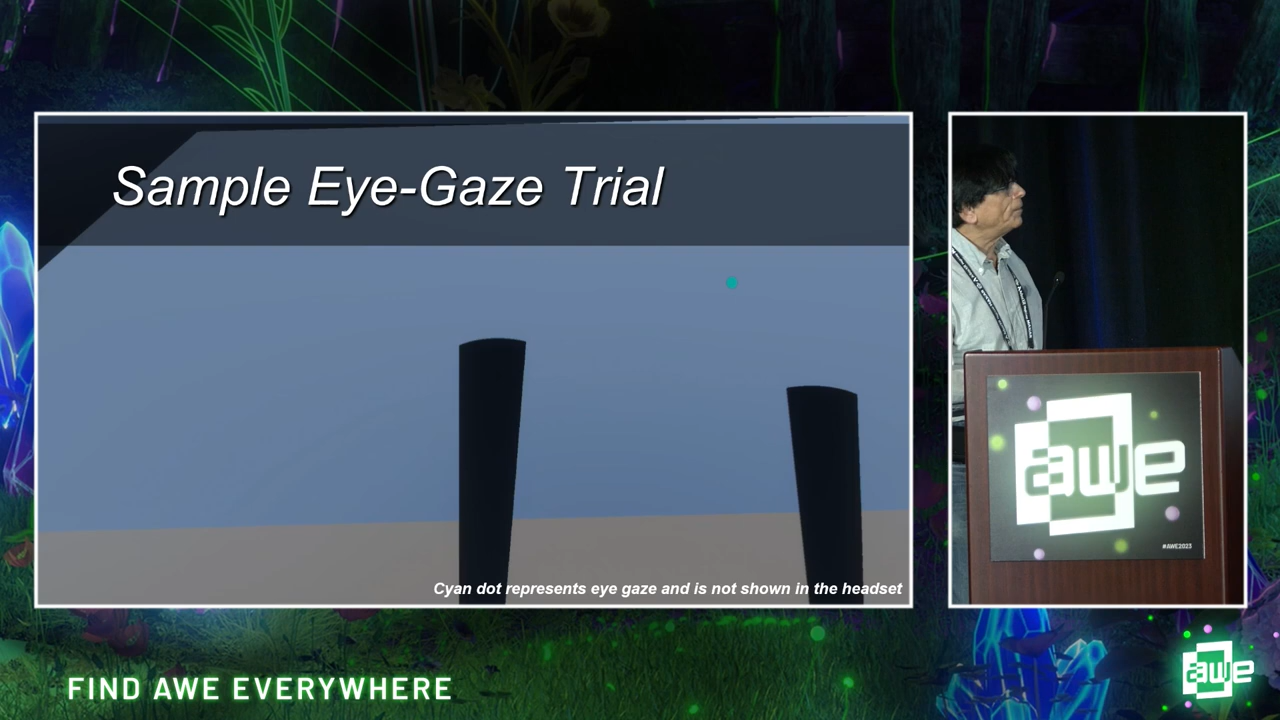 Sample Eye-Gaze Trial
Cyan dot represents eye gaze and is not shown in the headset
awe
#AWE2023
FIND AWE EVERYWHERE
awe